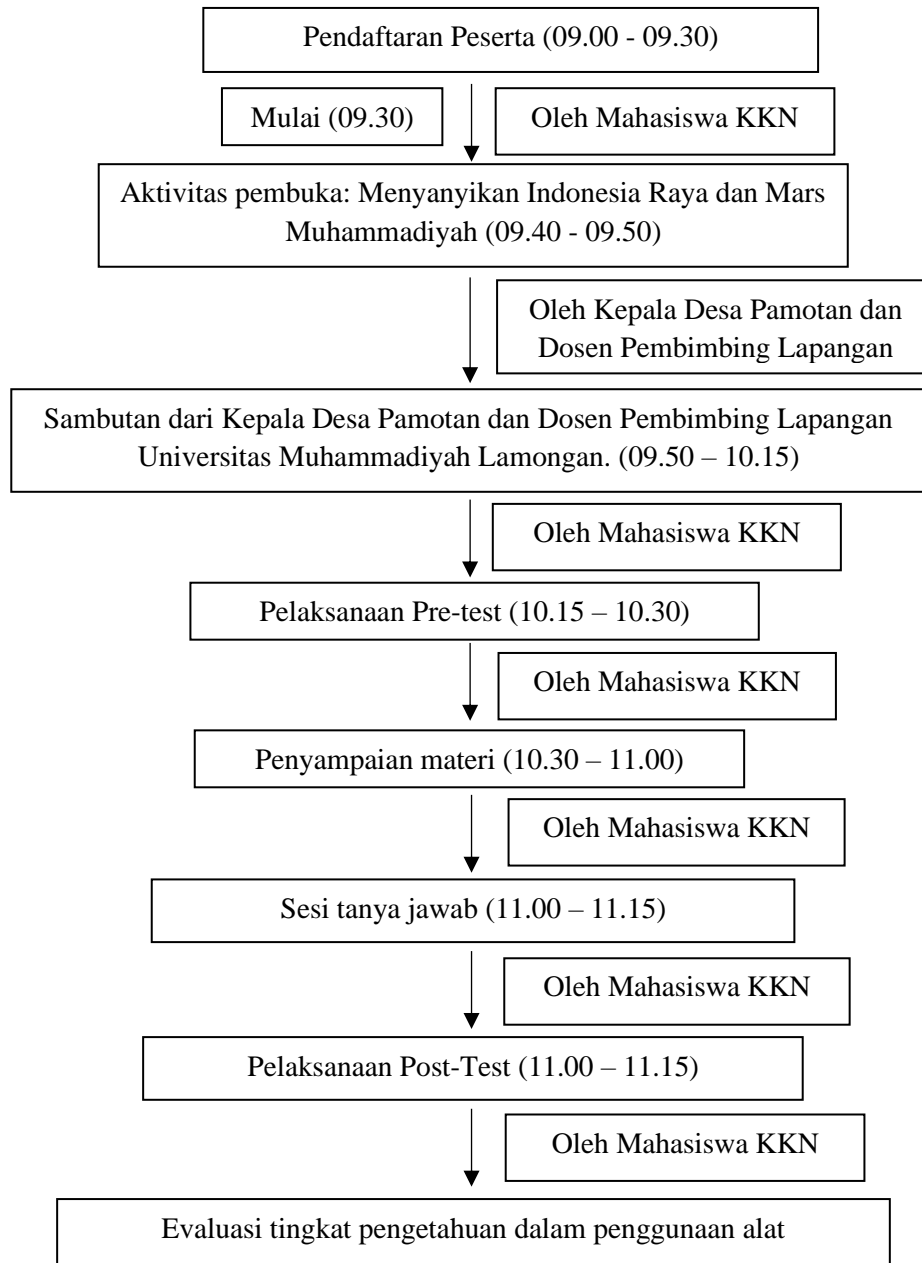 Pendaftaran Peserta (09.00 - 09.30)
Mulai (09.30)
Oleh Mahasiswa KKN
Aktivitas pembuka: Menyanyikan Indonesia Raya dan Mars
Muhammadiyah (09.40 - 09.50)
Oleh Kepala Desa Pamotan dan
Dosen Pembimbing Lapangan
Sambutan dari Kepala Desa Pamotan dan Dosen Pembimbing Lapangan
Universitas Muhammadiyah Lamongan. (09.50 – 10.15)
Oleh Mahasiswa KKN
Pelaksanaan Pre-test (10.15 – 10.30)
Oleh Mahasiswa KKN
Penyampaian materi (10.30 – 11.00)
Oleh Mahasiswa KKN
Sesi tanya jawab (11.00 – 11.15)
Oleh Mahasiswa KKN
Pelaksanaan Post-Test (11.00 – 11.15)
Oleh Mahasiswa KKN
Evaluasi tingkat pengetahuan dalam penggunaan alat